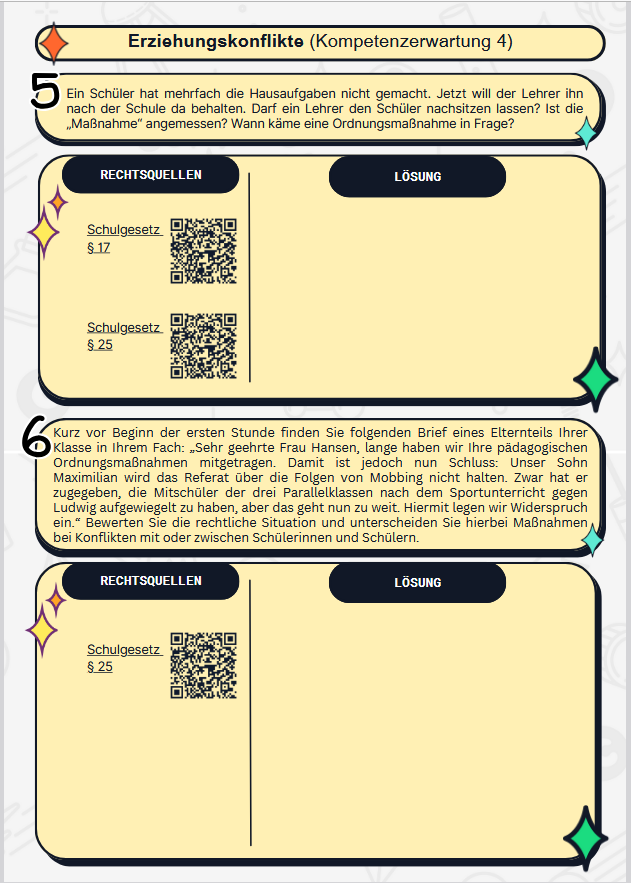 Erziehungskonflikte (Kompetenzerwartung 4)
5
Ein Schüler hat mehrfach die Hausaufgaben nicht gemacht. Jetzt will der Lehrer ihn
nach der Schule da behalten. Darf ein Lehrer den Schüler nachsitzen lassen? Ist die
„Maßnahme“ angemessen? Wann käme eine Ordnungsmaßnahme in Frage?
RECHTSQUELLEN
LÖSUNG
Schulgesetz
§ 17
Schulgesetz
§ 25
6
Kurz vor Beginn der ersten Stunde finden Sie folgenden Brief eines Elternteils Ihrer
Klasse in Ihrem Fach: „Sehr geehrte Frau Hansen, lange haben wir Ihre pädagogischen
Ordnungsmaßnahmen mitgetragen. Damit ist jedoch nun Schluss: Unser Sohn
Maximilian wird das Referat über die Folgen von Mobbing nicht halten. Zwar hat er
zugegeben, die Mitschüler der drei Parallelklassen nach dem Sportunterricht gegen
Ludwig aufgewiegelt zu haben, aber das geht nun zu weit. Hiermit legen wir Widerspruch
ein.“ Bewerten Sie die rechtliche Situation und unterscheiden Sie hierbei Maßnahmen
bei Konflikten mit oder zwischen Schülerinnen und Schülern.
RECHTSQUELLEN
LÖSUNG
Schulgesetz
§ 25